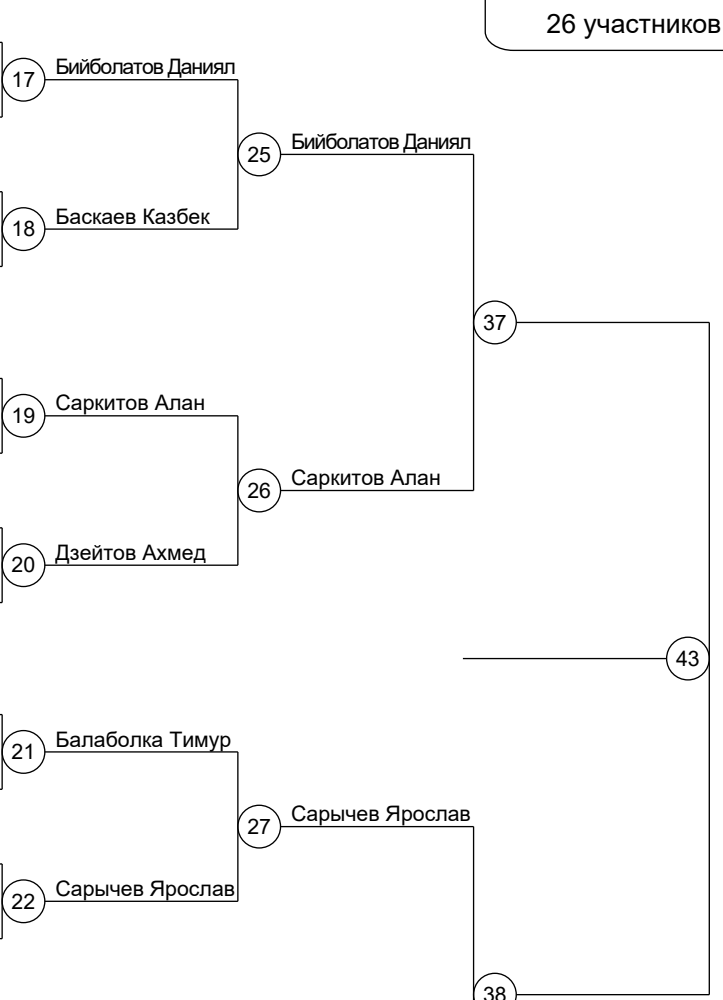 26 участников
17 Бийболатов Даниял
25 Бийболатов Даниял
18 Баскаев Казбек
37
19 Саркитов Алан
26 Саркитов Алан
20 Дзейтов Ахмед
43
21 Балаболка Тимур
27 Сарычев Ярослав
22 Сарычев Ярослав
38